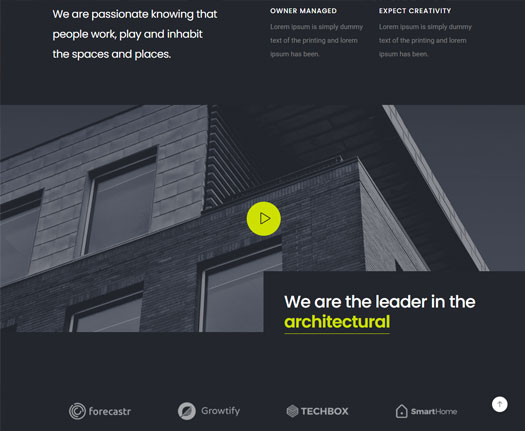 We are passionate knowing that
people work, play and inhabit
the spaces and places.
OWNER MANAGED
Lorem ipsum is simply dummy
text of the printing and lorem
ipsum has been.
EXPECT CREATIVITY
Lorem ipsum is simply dummy
text of the printing and lorem
ipsum has been.
We are the leader in the
architectural
forecastr
Growtify
TECHBOX
SmartHome